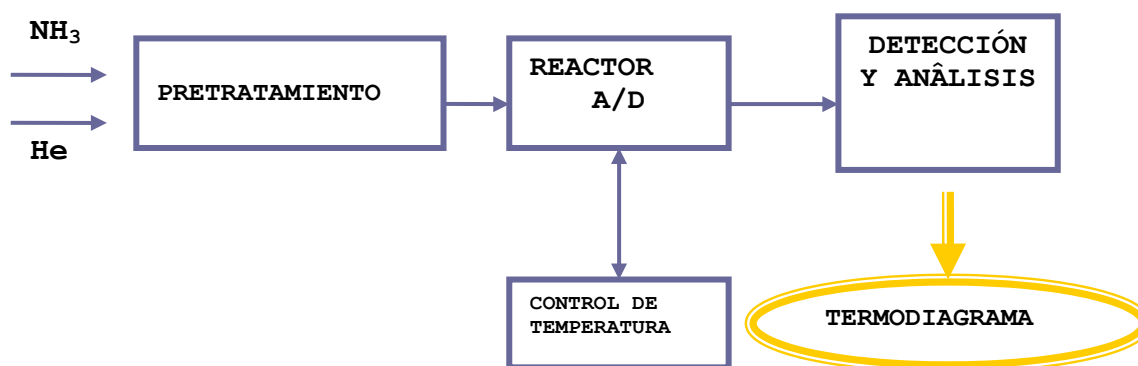 NH₃
He
PRETRATAMIENTO
REACTOR
A/D
DETECCIÓN
Y ANÂLISIS
CONTROL DE
TEMPERATURA
TERMODIAGRAMA